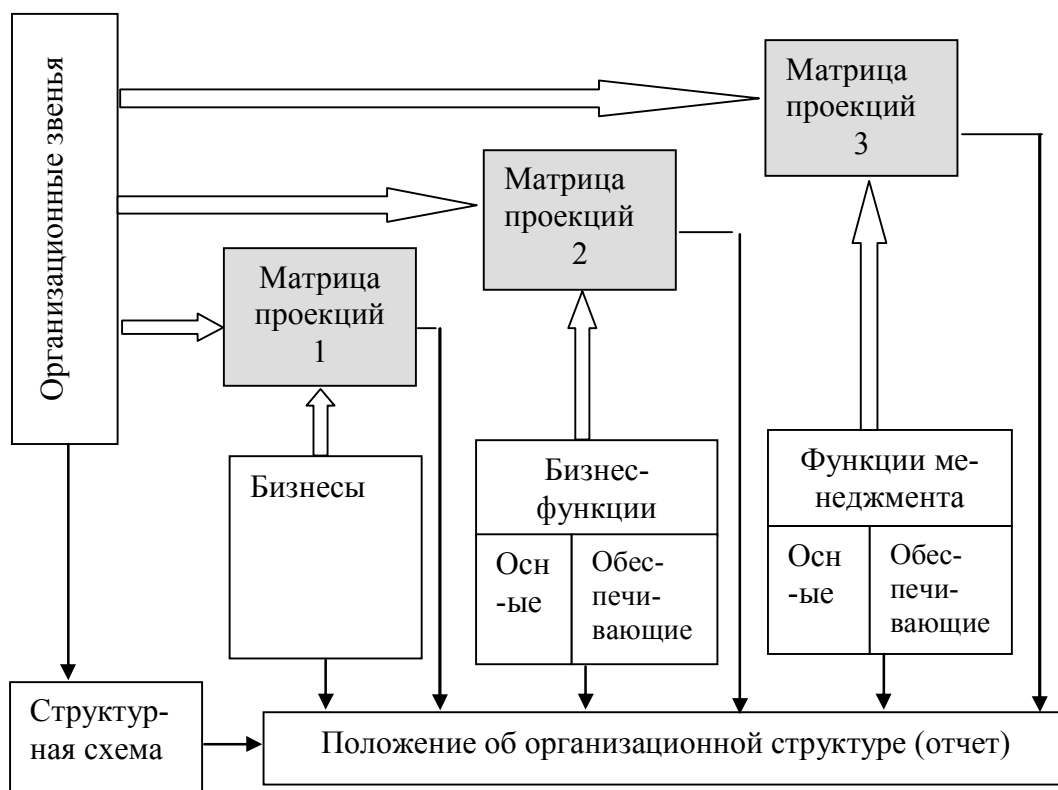 Организационные звенья
Матрица
проекций
3
Матрица
проекций
2
Матрица
проекций
1
Бизнесы
Бизнес-
функции
Осн
-ые
Обес-
печи-
вающие
Функции ме-
неджмента
Осн
-ые
Обес-
печи-
вающие
Структур-
ная схема
Положение об организационной структуре (отчет)